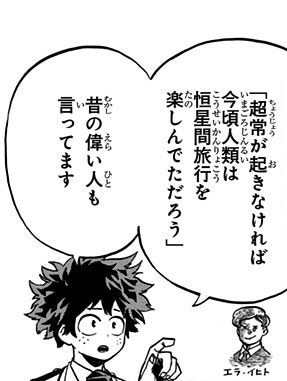 「超常が起きなければ
今頃人類は
恒星間旅行を
楽しんでただろう」
昔の偉い人も
言ってます
エラ・イヒト